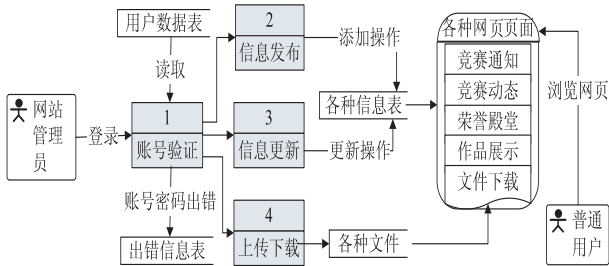 用户数据表
读取
网站
管理
员
登录
1
账号验证
账号密码出错
出错信息表
2
信息发布
添加操作
3
信息更新
更新操作
各种信息表
4
上传下载
各种文件
各种网页页面
竞赛通知
竞赛动态
荣誉殿堂
作品展示
文件下载
浏览网页
普通
用户